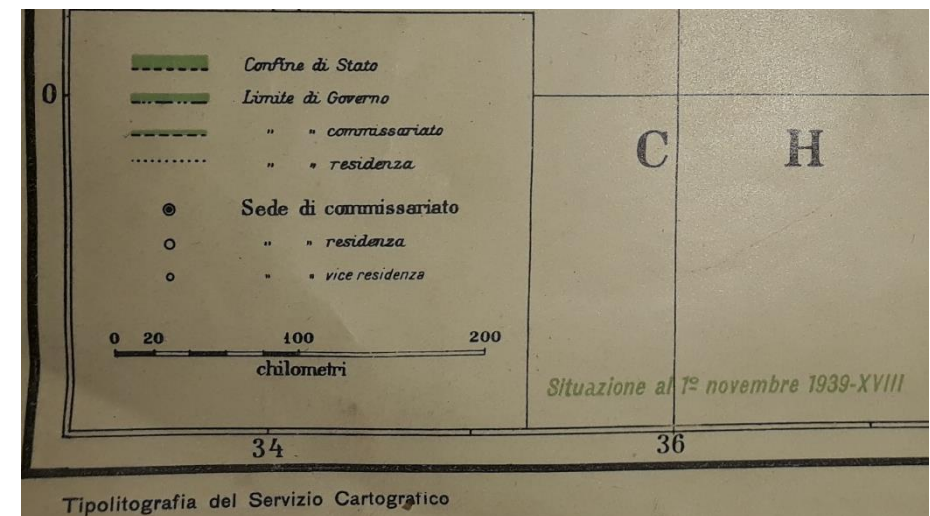 Confine di Stato
0
Limite di Governo
" " commissariato
" " residenza
C H
Sede di commissariato
" " residenza
" " vice residenza
0 20 100 200
chilometri
Situazione al 1º novembre 1939-XVIII
34 36
Tipolitografia del Servizio Cartografico